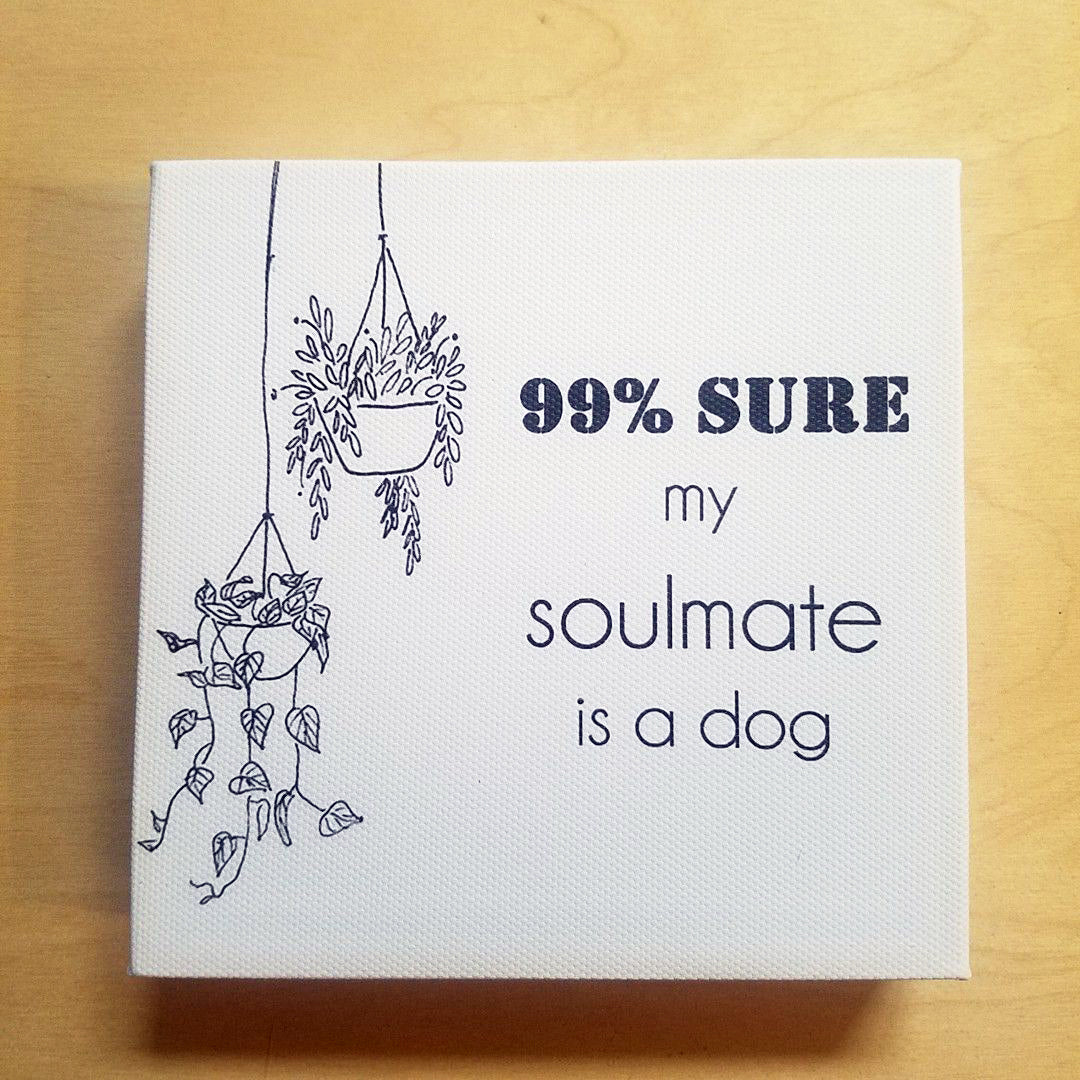 99% SURE
my
soulmate
is a dog